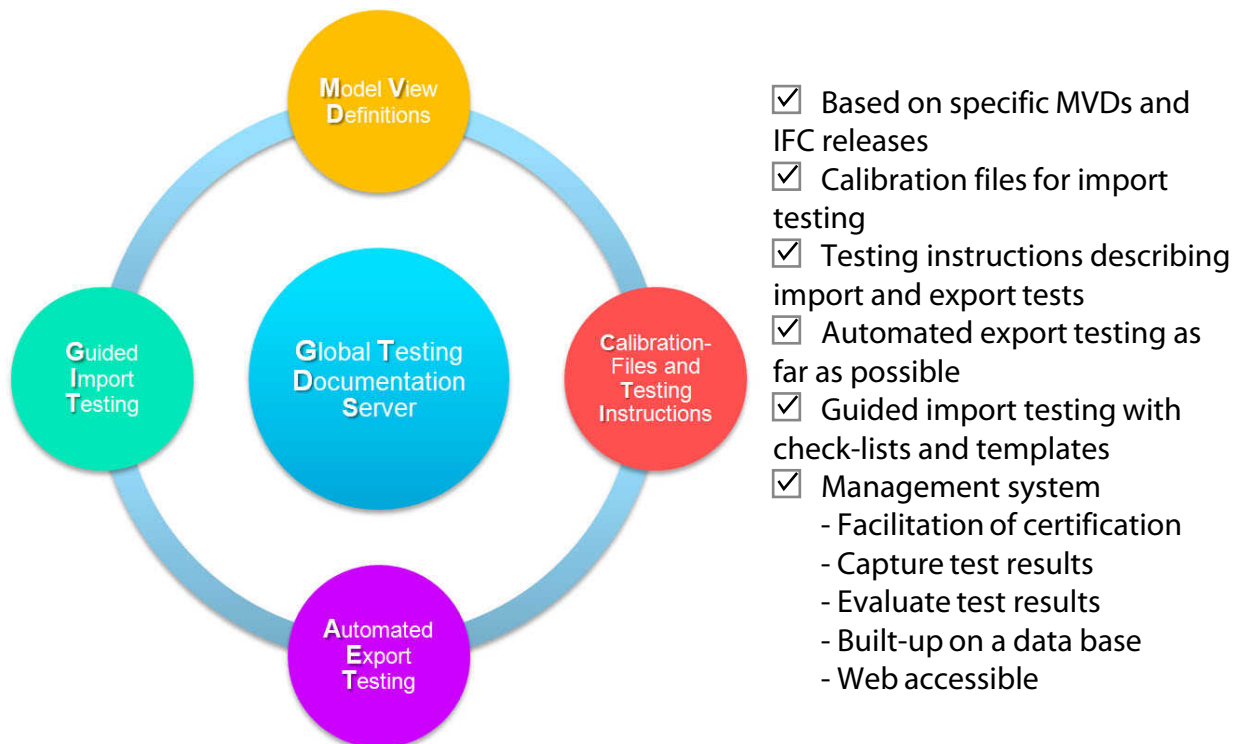 Model View
Definitions
Guided
Import
Testing
Global Testing
Documentation
Server
Calibration-
Files and
Testing
Instructions
Automated
Export
Testing
☑ Based on specific MVDs and
IFC releases
☑ Calibration files for import
testing
☑ Testing instructions describing
import and export tests
☑ Automated export testing as
far as possible
☑ Guided import testing with
check-lists and templates
☑ Management system
- Facilitation of certification
- Capture test results
- Evaluate test results
- Built-up on a data base
- Web accessible